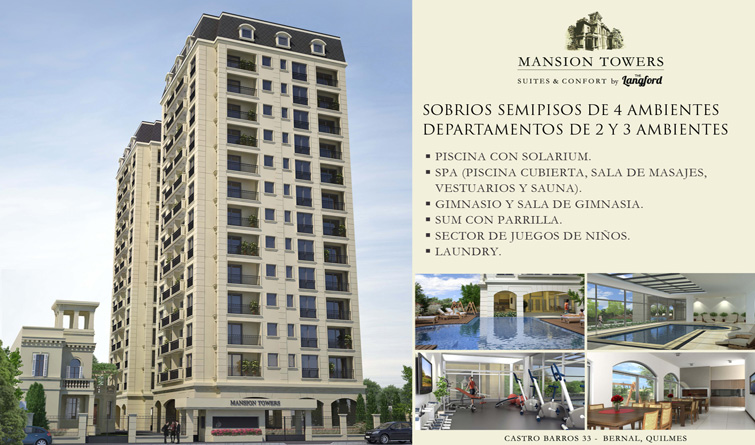 MANSION TOWERS
SUITES & CONFORT by THE Langford
SOBRIOS SEMIPISOS DE 4 AMBIENTES
DEPARTAMENTOS DE 2 Y 3 AMBIENTES
▪ PISCINA CON SOLARIUM.
▪ SPA (PISCINA CUBIERTA, SALA DE MASAJES,
VESTUARIOS Y SAUNA).
▪ GIMNASIO Y SALA DE GIMNASIA.
▪ SUM CON PARRILLA.
▪ SECTOR DE JUEGOS DE NIÑOS.
▪ LAUNDRY.
MANSION TOWERS
CASTRO BARROS 33 - BERNAL, QUILMES